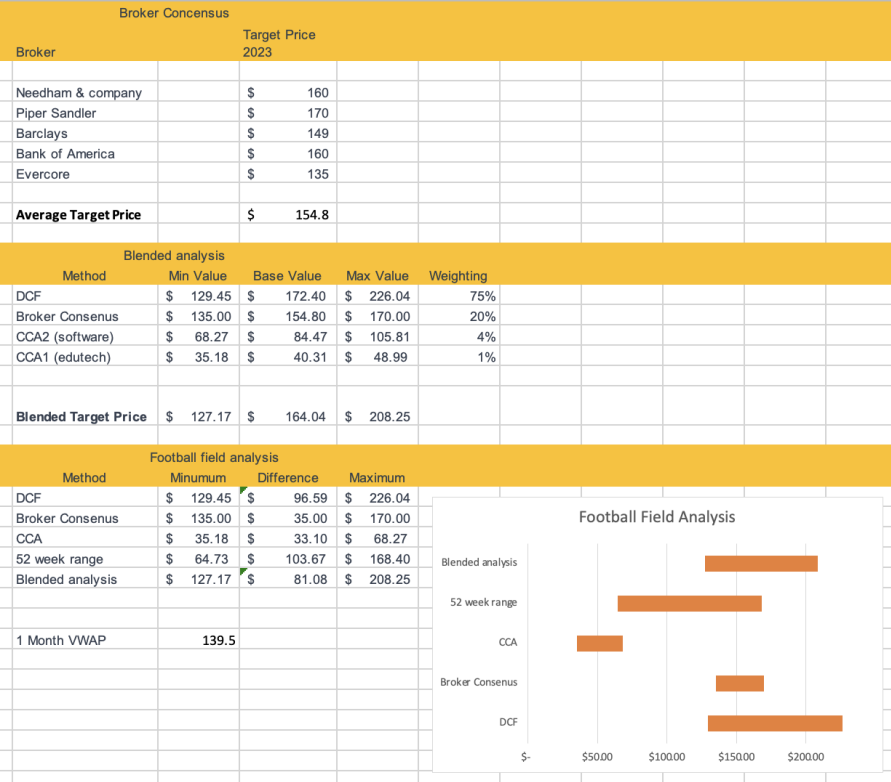 Broker Concensus
Target Price
Broker 2023
Needham & company $ 160
Piper Sandler $ 170
Barclays $ 149
Bank of America $ 160
Evercore $ 135
Average Target Price $ 154.8
Blended analysis
Method Min Value Base Value Max Value Weighting
DCF $ 129.45 $ 172.40 $ 226.04 75%
Broker Consenus $ 135.00 $ 154.80 $ 170.00 20%
CCA2 (software) $ 68.27 $ 84.47 $ 105.81 4%
CCA1 (edutech) $ 35.18 $ 40.31 $ 48.99 1%
Blended Target Price $ 127.17 $ 164.04 $ 208.25
Football field analysis
Method Minumum Difference Maximum
DCF $ 129.45 $ 96.59 $ 226.04
Broker Consenus $ 135.00 $ 35.00 $ 170.00
CCA $ 35.18 $ 33.10 $ 68.27
52 week range $ 64.73 $ 103.67 $ 168.40
Blended analysis $ 127.17 $ 81.08 $ 208.25
1 Month VWAP 139.5
Football Field Analysis
Blended analysis
52 week range
CCA
Broker Consenus
DCF
$- $50.00 $100.00 $150.00 $200.00